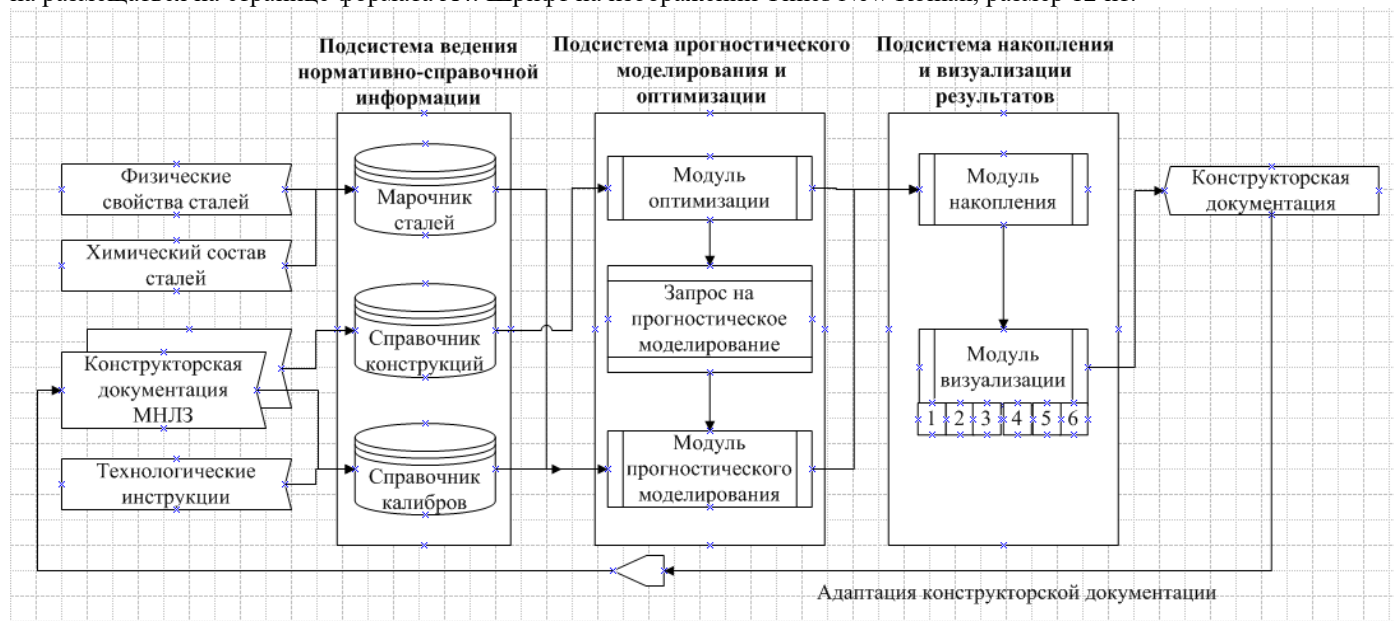 на размещаться на странице формата А4. Шрифт на изображении Times New Roman, размер 12 пт.
Подсистема ведения
нормативно-справочной
информации
Подсистема прогностического
моделирования и
оптимизации
Подсистема накопления
и визуализации
результатов
Физические
свойства сталей
Химический состав
сталей
Конструкторская
документация
МНЛЗ
Технологические
инструкции
Марочник
сталей
Справочник
конструкций
Справочник
калибров
Модуль
оптимизации
Запрос на
прогностическое
моделирование
Модуль
прогностического
моделирования
Модуль
накопления
Модуль
визуализации
1 2 3 4 5 6
Конструкторская
документация
Адаптация конструкторской документации